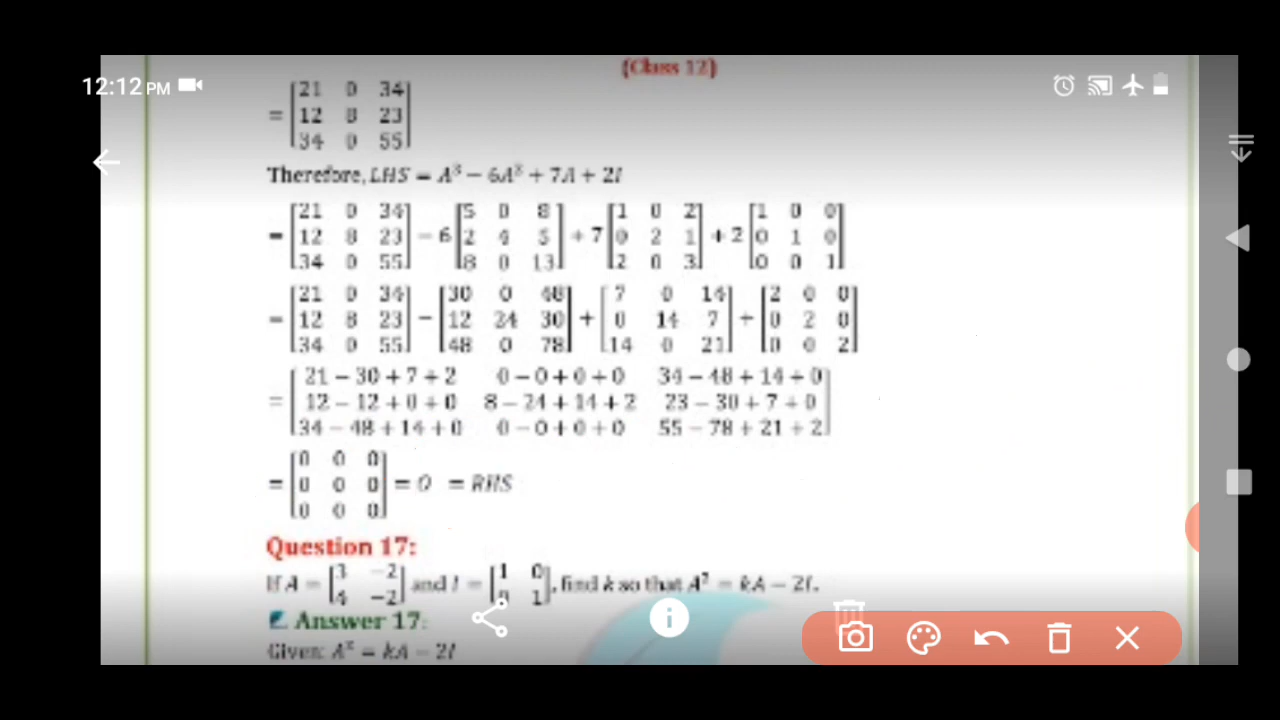 (Class 12)
12:12 PM
= [21 0 34]
[12 8 23]
[34 0 55]
Therefore, LHS = A³ − 6A² + 7A + 2I
= [21 0 34] [5 0 8] [1 0 2] [1 0 0]
[12 8 23] − 6 [2 4 5] + 7 [0 2 1] + 2 [0 1 0]
[34 0 55] [8 0 13] [2 0 3] [0 0 1]
= [21 0 34] [30 0 48] [7 0 14] [2 0 0]
[12 8 23] − [12 24 30] + [0 14 7] + [0 2 0]
[34 0 55] [48 0 78] [14 0 21] [0 0 2]
= [21 − 30 + 7 + 2 0 − 0 + 0 + 0 34 − 48 + 14 + 0]
[12 − 12 + 0 + 0 8 − 24 + 14 + 2 23 − 30 + 7 + 0]
[34 − 48 + 14 + 0 0 − 0 + 0 + 0 55 − 78 + 21 + 2]
[0 0 0]
= [0 0 0] = O = RHS
[0 0 0]
Question 17:
If A = [3 −2; 4 −2] and I = [1 0; 0 1], find k so that A² = kA − 2I.
Answer 17:
Given: A² = kA − 2I